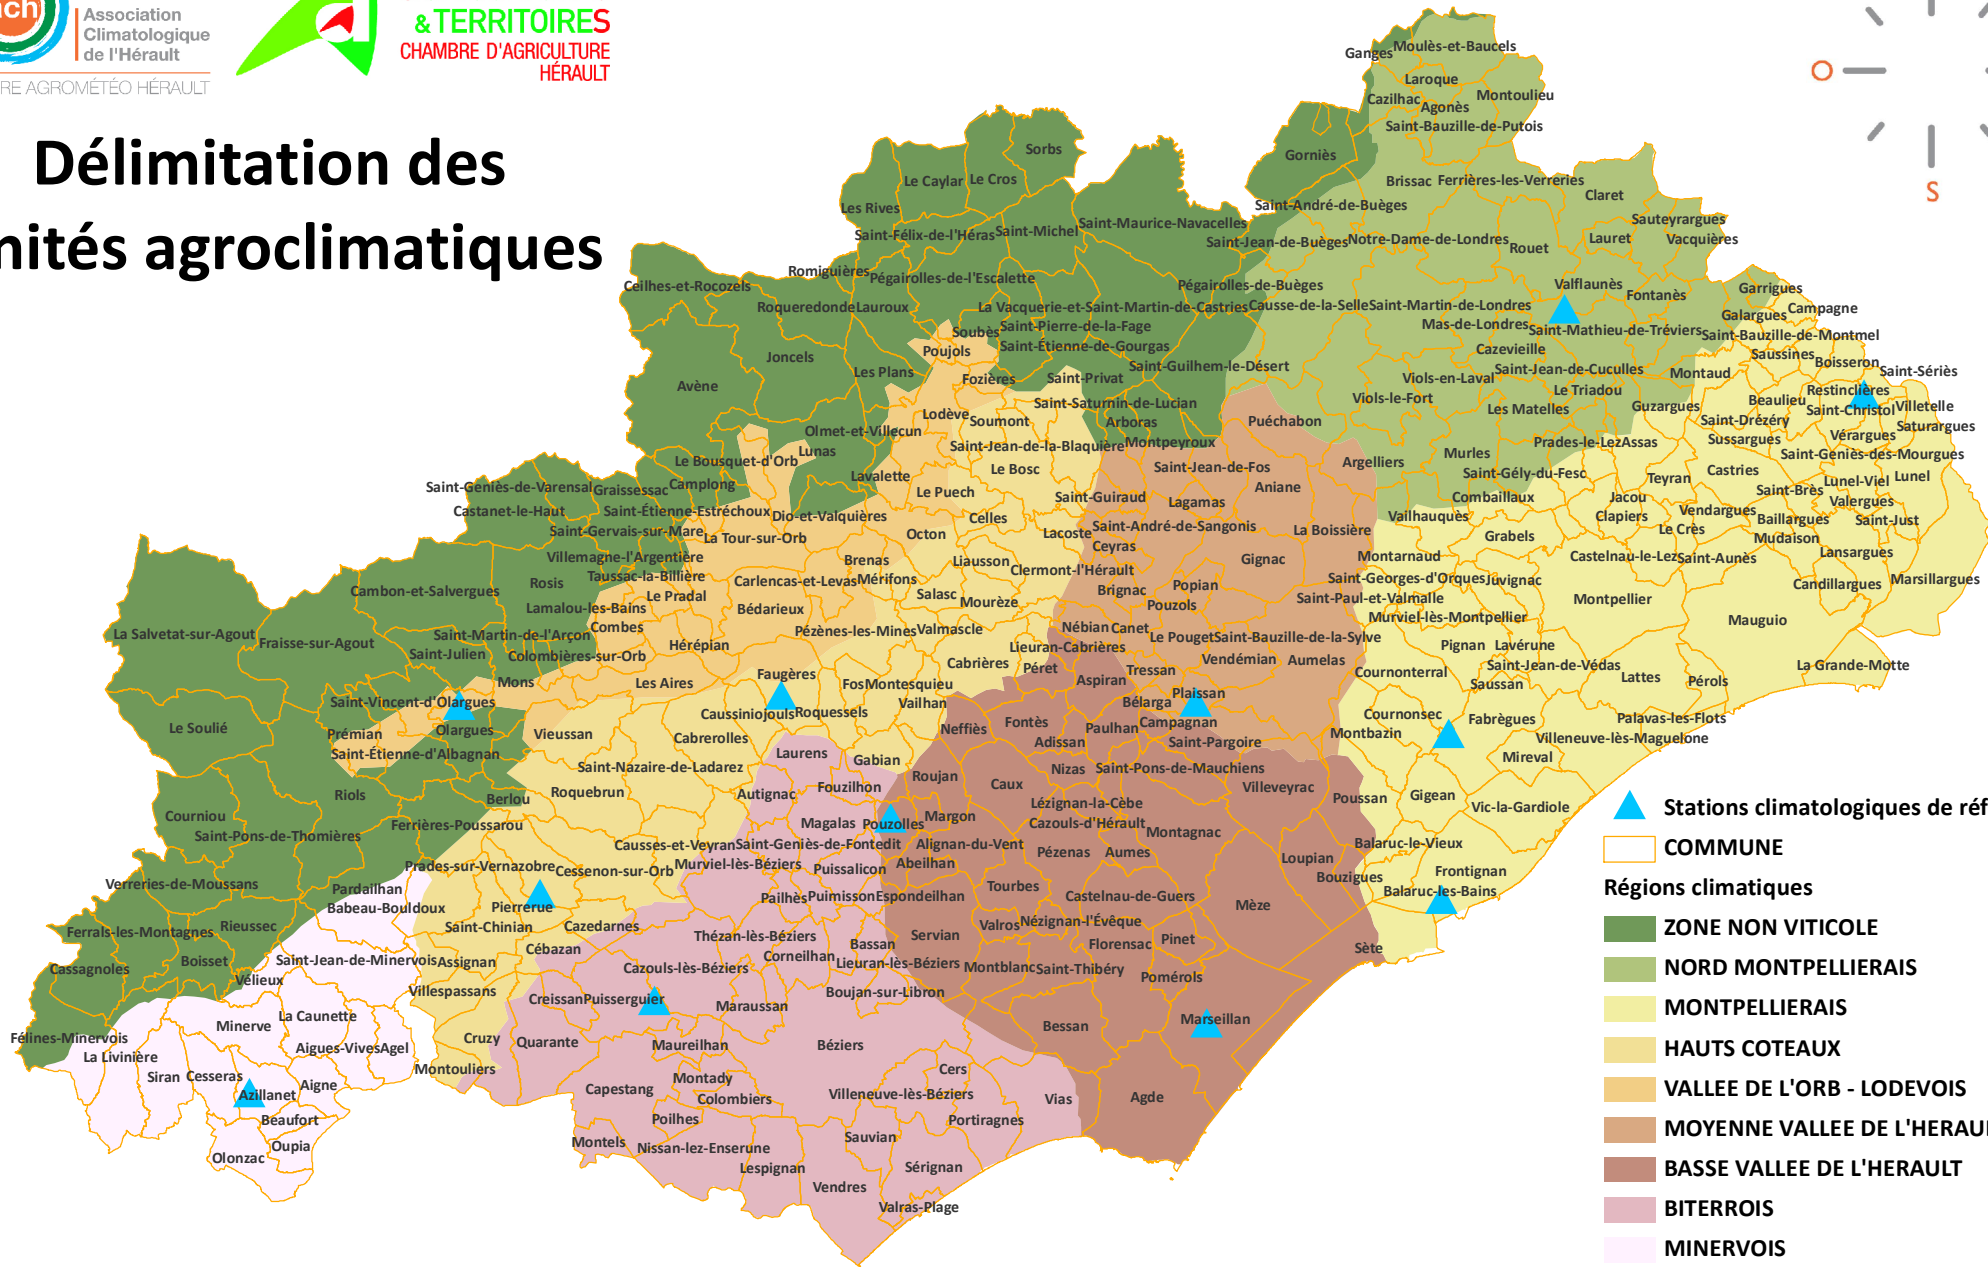 Association
Climatologique
de l'Hérault
RE AGROMÉTÉO HÉRAULT
&TERRITOIRES
CHAMBRE D'AGRICULTURE
HÉRAULT
Délimitation des
nités agroclimatiques
O
S
Ganges
Moulès-et-Baucels
Laroque
Cazilhac
Agonès
Montoulieu
Saint-Bauzille-de-Putois
Gorniès
Sorbs
Le Caylar
Le Cros
Brissac
Ferrières-les-Verreries
Claret
Les Rives
Saint-André-de-Buèges
Sauteyrargues
Saint-Félix-de-l'Héras
Saint-Michel
Saint-Maurice-Navacelles
Saint-Jean-de-Buèges
Notre-Dame-de-Londres
Rouet
Lauret
Vacquières
Romiguières
Pégairolles-de-l'Escalette
Pégairolles-de-Buèges
Valflaunès
Fontanès
Garrigues
Ceilhes-et-Rocozels
Roqueredonde
Lauroux
La Vacquerie-et-Saint-Martin-de-Castries
Causse-de-la-Selle
Saint-Martin-de-Londres
Galargues
Campagne
Soubès
Saint-Pierre-de-la-Fage
Mas-de-Londres
Saint-Mathieu-de-Tréviers
Saint-Bauzille-de-Montmel
Poujols
Saint-Étienne-de-Gourgas
Cazevieille
Saussines
Boisseron
Joncels
Les Plans
Saint-Guilhem-le-Désert
Saint-Jean-de-Cuculles
Montaud
Saint-Sériès
Avène
Fozières
Saint-Privat
Viols-en-Laval
Le Triadou
Restinclières
Viols-le-Fort
Beaulieu
Saint-Saturnin-de-Lucian
Les Matelles
Guzargues
Saint-Christol
Villetelle
Lodève
Soumont
Arboras
Puéchabon
Saint-Drézéry
Saturargues
Olmet-et-Villecun
Saint-Jean-de-la-Blaquière
Montpeyroux
Prades-le-Lez
Assas
Sussargues
Vérargues
Lunas
Le Bousquet-d'Orb
Le Bosc
Saint-Jean-de-Fos
Argelliers
Murles
Saint-Geniès-des-Mourgues
Saint-Gély-du-Fesc
Castries
Lavalette
Camplong
Teyran
Lunel-Viel
Lunel
Saint-Geniès-de-Varensal
Graissessac
Le Puech
Saint-Guiraud
Lagamas
Aniane
Combaillaux
Jacou
Saint-Brès
Valergues
Castanet-le-Haut
Saint-Étienne-Estréchoux
Dio-et-Valquières
Celles
Vailhauquès
Clapiers
Vendargues
Baillargues
Saint-Just
Saint-Gervais-sur-Mare
La Tour-sur-Orb
Octon
Lacoste
Saint-André-de-Sangonis
La Boissière
Grabels
Le Crès
Mudaison
Ceyras
Villemagne-l'Argentière
Brenas
Liausson
Clermont-l'Hérault
Gignac
Montarnaud
Castelnau-le-Lez
Saint-Aunès
Lansargues
Rosis
Taussac-la-Billière
Carlencas-et-Levas
Mérifons
Saint-Georges-d'Orques
Juvignac
Candillargues
Marsillargues
Cambon-et-Salvergues
Le Pradal
Salasc
Mourèze
Brignac
Popian
Saint-Paul-et-Valmalle
Montpellier
Lamalou-les-Bains
Bédarieux
Pouzols
Murviel-lès-Montpellier
Mauguio
La Salvetat-sur-Agout
Fraisse-sur-Agout
Saint-Martin-de-l'Arçon
Combes
Pézènes-les-Mines
Valmascle
Nébian
Canet
Le Pouget
Saint-Bauzille-de-la-Sylve
Saint-Julien
Colombières-sur-Orb
Hérépian
Lieuran-Cabrières
Pignan
Lavérune
Cabrières
Péret
Vendémian
Aumelas
Saint-Jean-de-Védas
La Grande-Motte
Mons
Les Aires
Faugères
Fos
Montesquieu
Aspiran
Tressan
Cournonterral
Saussan
Lattes
Pérols
Saint-Vincent-d'Olargues
Vailhan
Bélarga
Plaissan
Caussiniojouls
Roquessels
Cournonsec
Fabrègues
Palavas-les-Flots
Le Soulié
Prémian
Olargues
Vieussan
Cabrerolles
Neffiès
Fontès
Paulhan
Campagnan
Montbazin
Villeneuve-lès-Maguelone
Saint-Étienne-d'Albagnan
Laurens
Gabian
Adissan
Saint-Pargoire
Mireval
Saint-Nazaire-de-Ladarez
Roujan
Nizas
Saint-Pons-de-Mauchiens
Riols
Berlou
Roquebrun
Autignac
Fouzilhon
Caux
Villeveyrac
Poussan
Gigean
Vic-la-Gardiole
Courniou
Lézignan-la-Cèbe
Saint-Pons-de-Thomières
Ferrières-Poussarou
Magalas
Pouzolles
Margon
Cazouls-d'Hérault
Montagnac
Causses-et-Veyran
Saint-Geniès-de-Fontedit
Alignan-du-Vent
Pézenas
Aumes
Balaruc-le-Vieux
Prades-sur-Vernazobre
Cessenon-sur-Orb
Murviel-lès-Béziers
Puissalicon
Abeilhan
Loupian
Frontignan
Verreries-de-Moussans
Pardailhan
Tourbes
Bouzigues
Balaruc-les-Bains
Babeau-Bouldoux
Pierrerue
Pailhès
Puimisson
Espondeilhan
Castelnau-de-Guers
Mèze
Ferrals-les-Montagnes
Rieussec
Saint-Chinian
Cazedarnes
Valros
Nézignan-l'Évêque
Thézan-lès-Béziers
Bassan
Servian
Florensac
Pinet
Cébazan
Corneilhan
Sète
Cassagnoles
Boisset
Saint-Jean-de-Minervois
Assignan
Cazouls-lès-Béziers
Lieuran-lès-Béziers
Montblanc
Saint-Thibéry
Pomérols
Vélieux
Villespassans
Creissan
Puisserguier
Maraussan
Boujan-sur-Libron
Minerve
La Caunette
Bessan
Marseillan
Félines-Minervois
Cruzy
Quarante
Maureilhan
Béziers
La Livinière
Aigues-Vives
Agel
Siran
Cesseras
Montouliers
Montady
Cers
Azillanet
Aigne
Capestang
Colombiers
Villeneuve-lès-Béziers
Vias
Agde
Beaufort
Poilhes
Portiragnes
Olonzac
Oupia
Montels
Nissan-lez-Enserune
Sauvian
Lespignan
Sérignan
Vendres
Valras-Plage
Stations climatologiques de réf
COMMUNE
Régions climatiques
ZONE NON VITICOLE
NORD MONTPELLIERAIS
MONTPELLIERAIS
HAUTS COTEAUX
VALLEE DE L'ORB - LODEVOIS
MOYENNE VALLEE DE L'HERAU
BASSE VALLEE DE L'HERAULT
BITERROIS
MINERVOIS